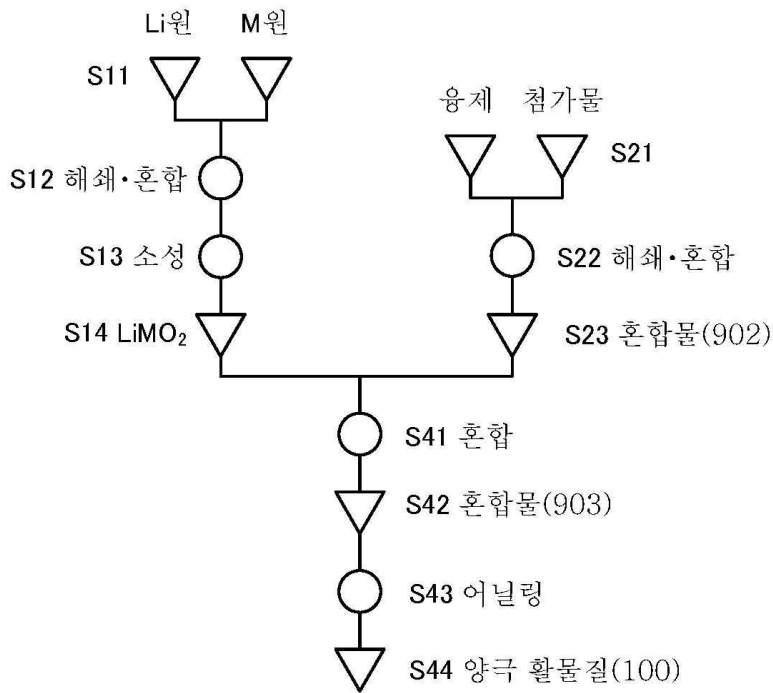 Li원 M원
S11
융제 첨가물
S21
S12 해쇄·혼합
S13 소성
S22 해쇄·혼합
S14 LiMO₂
S23 혼합물(902)
S41 혼합
S42 혼합물(903)
S43 어닐링
S44 양극 활물질(100)